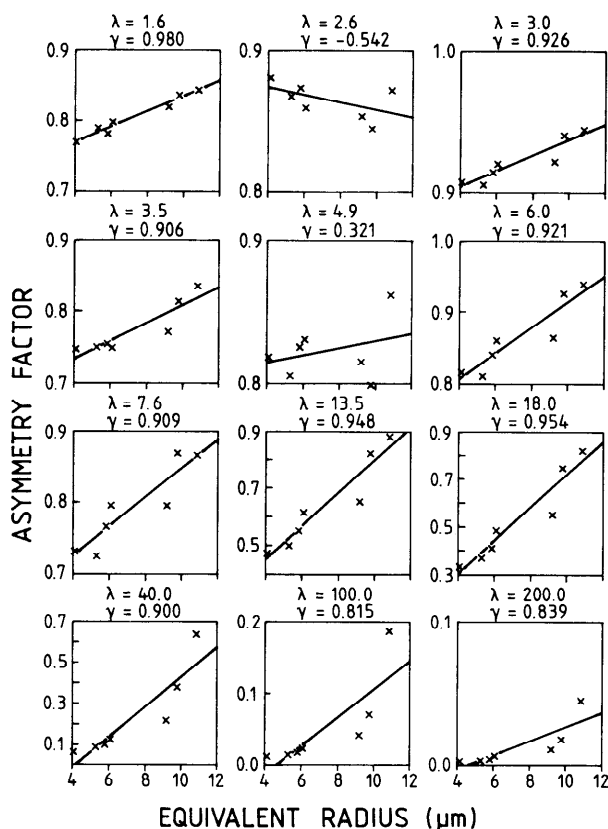 λ = 1.6
γ = 0.980
λ = 2.6
γ = -0.542
λ = 3.0
γ = 0.926
0.9
0.8
0.7
0.9
0.8
1.0
0.9
λ = 3.5
γ = 0.906
λ = 4.9
γ = 0.321
λ = 6.0
γ = 0.921
0.9
0.8
0.7
0.9
0.8
1.0
0.9
0.8
λ = 7.6
γ = 0.909
λ = 13.5
γ = 0.948
λ = 18.0
γ = 0.954
0.9
0.8
0.7
0.9
0.7
0.5
0.9
0.7
0.5
0.3
λ = 40.0
γ = 0.900
λ = 100.0
γ = 0.815
λ = 200.0
γ = 0.839
0.7
0.5
0.3
0.1
0.2
0.1
0.0
0.1
0.0
4 6 8 10 12
4 6 8 10 12
4 6 8 10 12
ASYMMETRY FACTOR
EQUIVALENT RADIUS (µm)